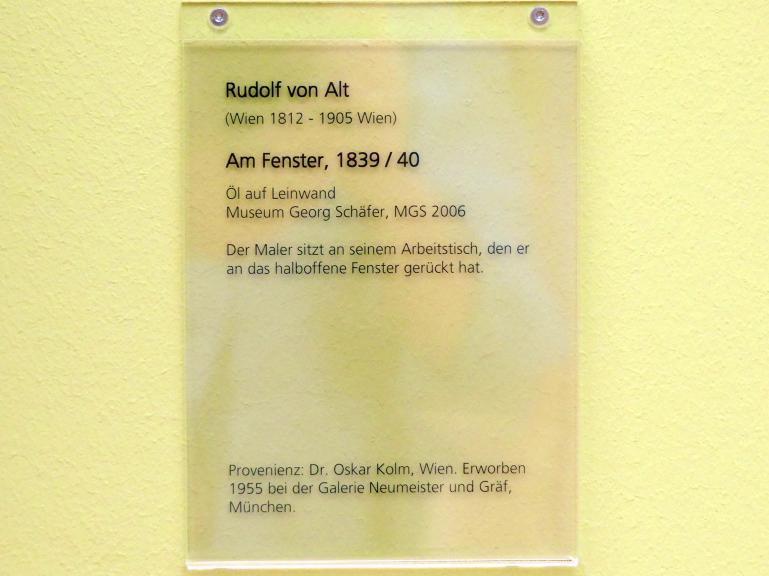 Rudolf von Alt
(Wien 1812 - 1905 Wien)
Am Fenster, 1839 / 40
Öl auf Leinwand
Museum Georg Schäfer, MGS 2006
Der Maler sitzt an seinem Arbeitstisch, den er
an das halboffene Fenster gerückt hat.
Provenienz: Dr. Oskar Kolm, Wien. Erworben
1955 bei der Galerie Neumeister und Gräf,
München.